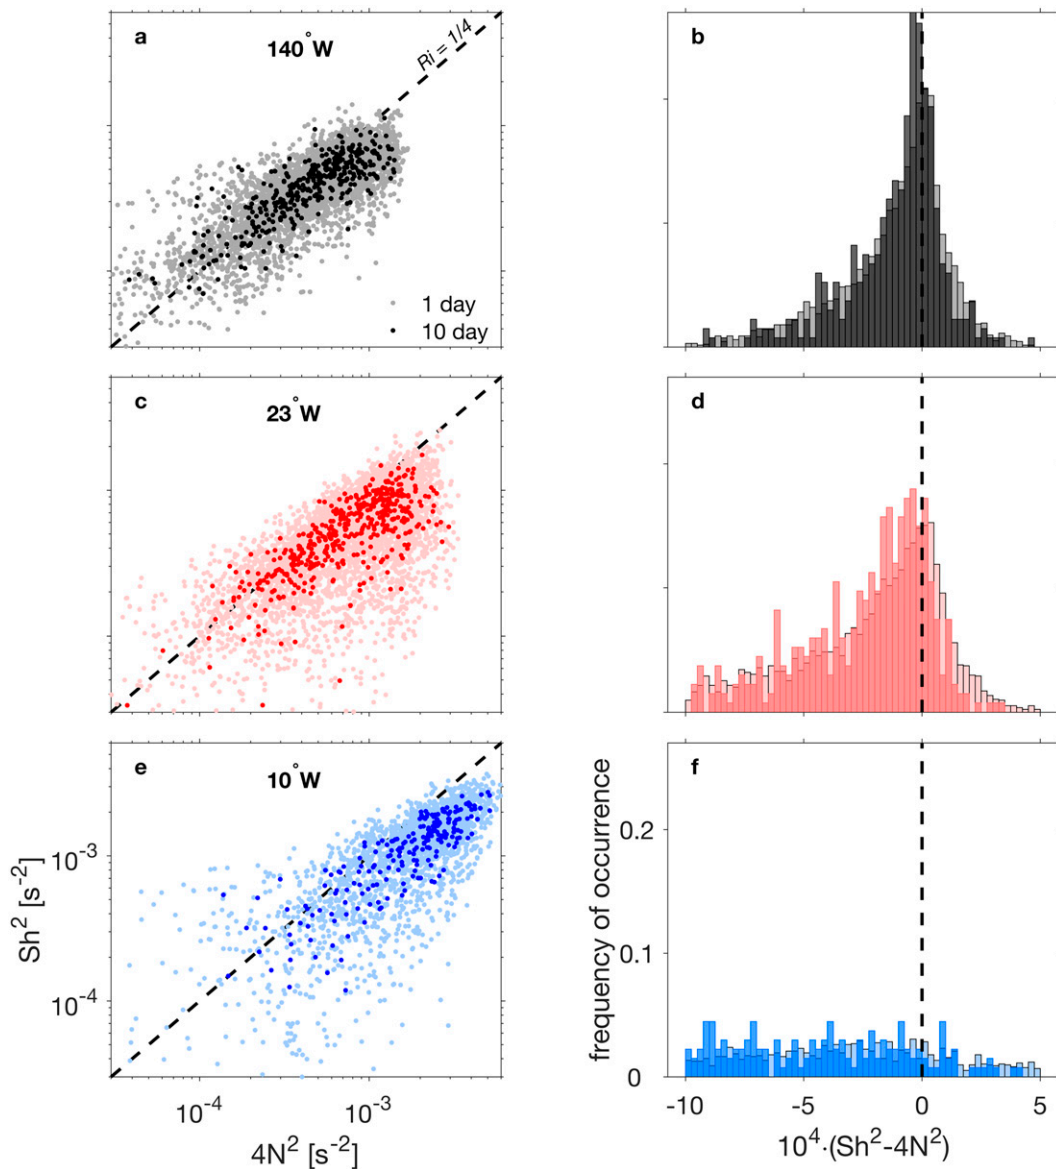 a
140°W
Ri = 1/4
1 day
10 day
b
c
23°W
d
e
10°W
Sh² [s⁻²]
10⁻³
10⁻⁴
10⁻⁴ 10⁻³
4N² [s⁻²]
f
frequency of occurrence
0.2
0.1
0
-10 -5 0 5
10⁴·(Sh²-4N²)